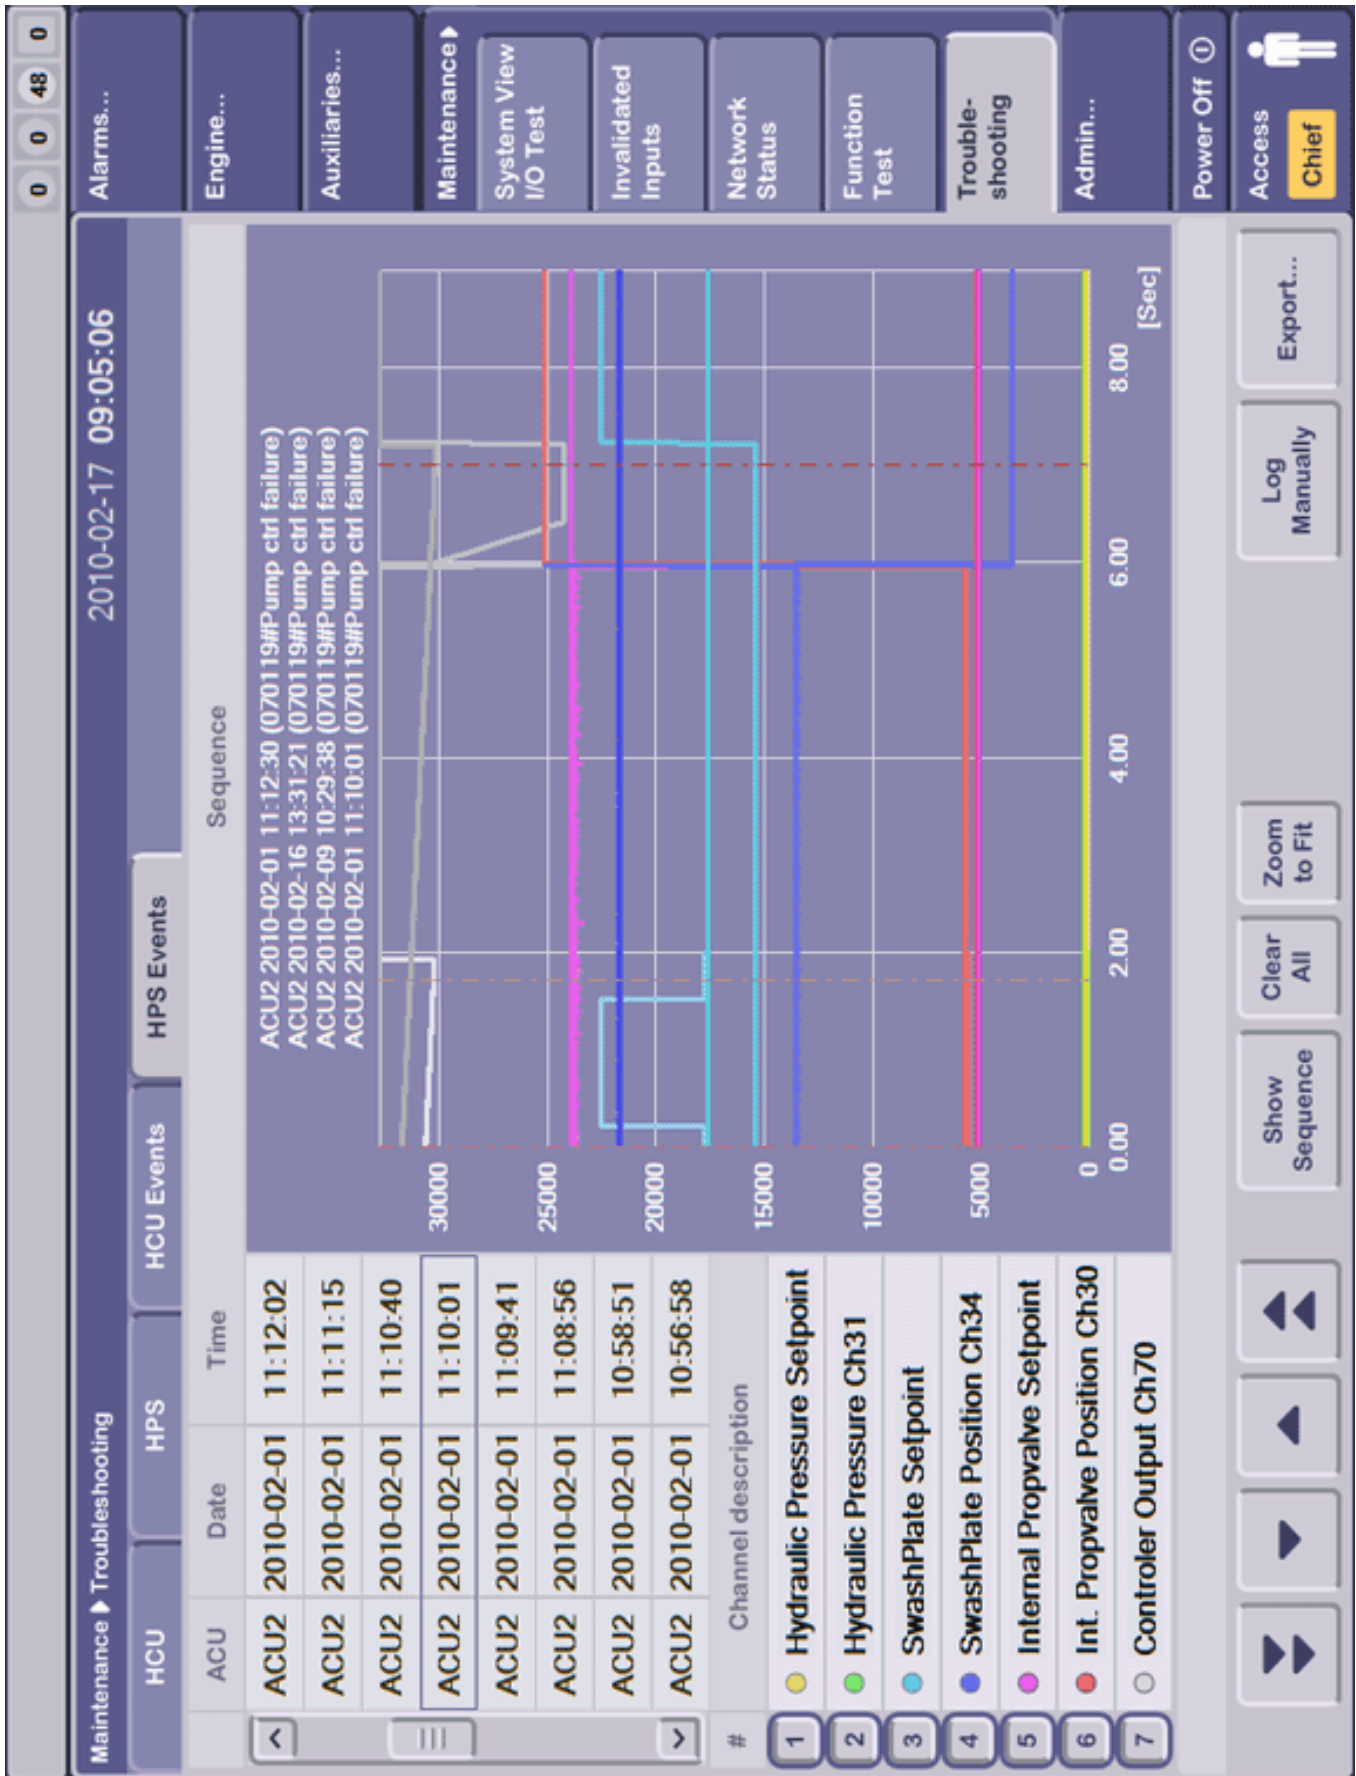 0 0 48 0
Maintenance ▶ Troubleshooting
2010-02-17 09:05:06
HCU
HPS
HCU Events
HPS Events
ACU Date Time
Sequence
ACU2 2010-02-01 11:12:02
ACU2 2010-02-01 11:11:15
ACU2 2010-02-01 11:10:40
ACU2 2010-02-01 11:10:01
ACU2 2010-02-01 11:09:41
ACU2 2010-02-01 11:08:56
ACU2 2010-02-01 10:58:51
ACU2 2010-02-01 10:56:58
# Channel description
1 Hydraulic Pressure Setpoint
2 Hydraulic Pressure Ch31
3 SwashPlate Setpoint
4 SwashPlate Position Ch34
5 Internal Propvalve Setpoint
6 Int. Propvalve Position Ch30
7 Controler Output Ch70
ACU2 2010-02-01 11:12:30 (070119#Pump ctrl failure)
ACU2 2010-02-16 13:31:21 (070119#Pump ctrl failure)
ACU2 2010-02-09 10:29:38 (070119#Pump ctrl failure)
ACU2 2010-02-01 11:10:01 (070119#Pump ctrl failure)
30000
25000
20000
15000
10000
5000
0
0.00 2.00 4.00 6.00 8.00
[Sec]
Show
Sequence
Clear
All
Zoom
to Fit
Log
Manually
Export...
Alarms...
Engine...
Auxiliaries...
Maintenance▶
System View
I/O Test
Invalidated
Inputs
Network
Status
Function
Test
Trouble-
shooting
Admin...
Power Off
Access
Chief